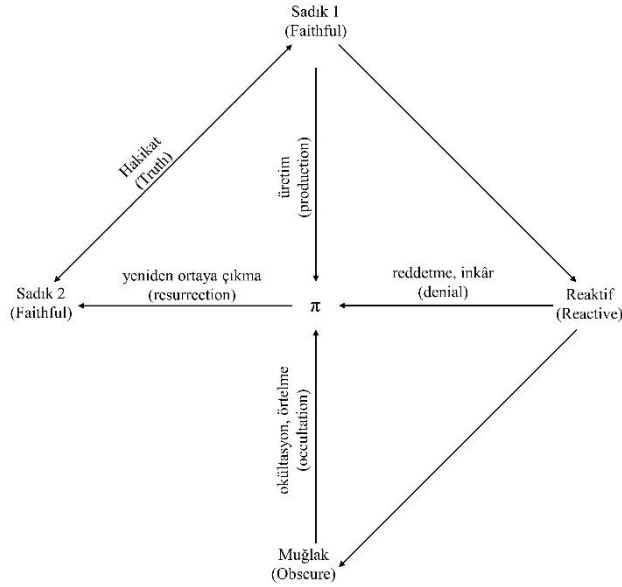 Sadık 1
(Faithful)
Hakikat
(Truth)
üretim
(production)
Sadık 2
(Faithful)
yeniden ortaya çıkma
(resurrection)
π
reddetme, inkâr
(denial)
Reaktif
(Reactive)
okültasyon, örtelme
(occultation)
Muğlak
(Obscure)